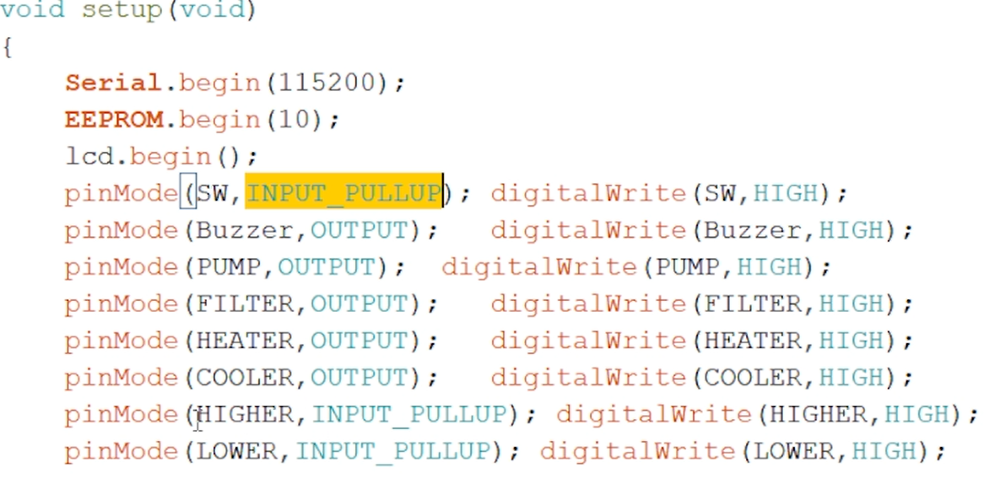 void setup(void)
{
Serial.begin(115200);
EEPROM.begin(10);
lcd.begin();
pinMode(SW,INPUT_PULLUP); digitalWrite(SW,HIGH);
pinMode(Buzzer,OUTPUT); digitalWrite(Buzzer,HIGH);
pinMode(PUMP,OUTPUT); digitalWrite(PUMP,HIGH);
pinMode(FILTER,OUTPUT); digitalWrite(FILTER,HIGH);
pinMode(HEATER,OUTPUT); digitalWrite(HEATER,HIGH);
pinMode(COOLER,OUTPUT); digitalWrite(COOLER,HIGH);
pinMode(HIGHER,INPUT_PULLUP); digitalWrite(HIGHER,HIGH);
pinMode(LOWER,INPUT_PULLUP); digitalWrite(LOWER,HIGH);